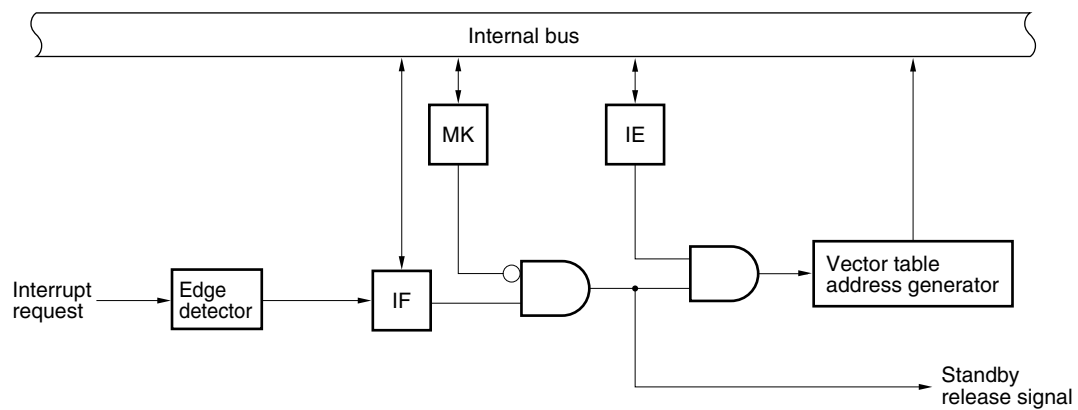 Internal bus
MK
IE
Interrupt
request
Edge
detector
IF
Vector table
address generator
Standby
release signal